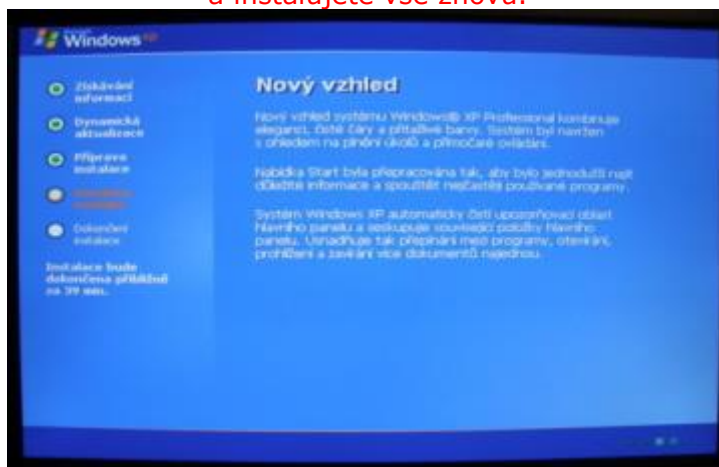 a instalujete vše znovu.
Windows xp
Získávání
informací
Dynamická
aktualizace
Příprava
instalace
Dokončení
instalace
Instalace bude
dokončena přibližně
za 39 min.
Nový vzhled
Nový vzhled systému Windows® XP Professional kombinuje
eleganci, čisté čáry a přitažlivé barvy. Systém byl navržen
s ohledem na plnění úkolů a přímočaré ovládání.
Nabídka Start byla přepracována tak, aby bylo jednodušší najít
důležité informace a spouštět nejčastěji používané programy.
Systém Windows XP automaticky čistí upozorňovací oblast
hlavního panelu a seskupuje související položky hlavního
panelu. Usnadňuje tak přepínání mezi programy, otevírání,
prohlížení a zavírání více dokumentů najednou.